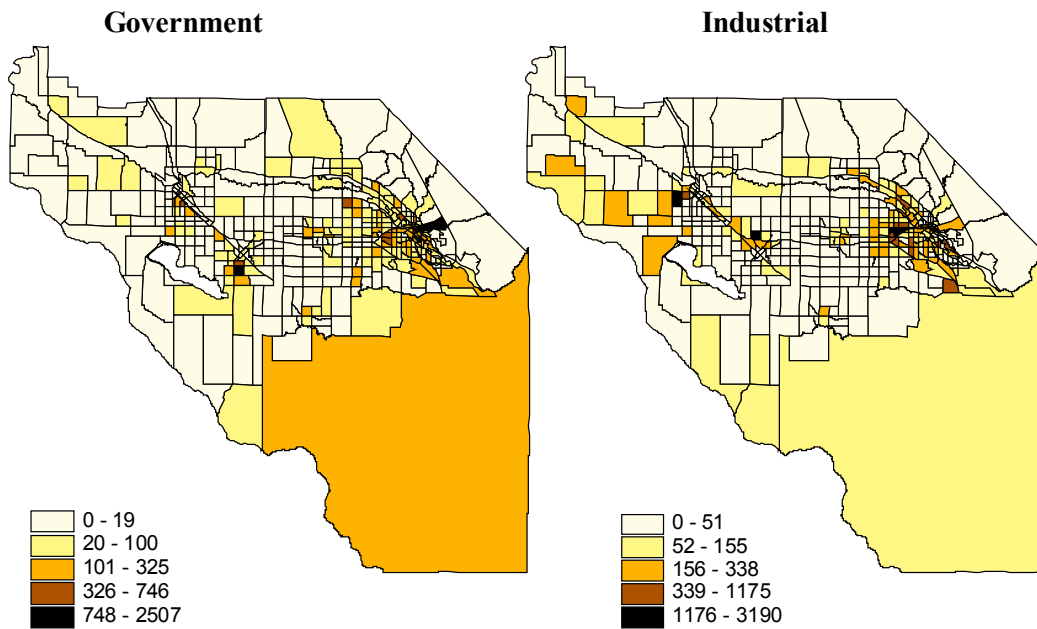 Government
Industrial
0 - 19
20 - 100
101 - 325
326 - 746
748 - 2507
0 - 51
52 - 155
156 - 338
339 - 1175
1176 - 3190